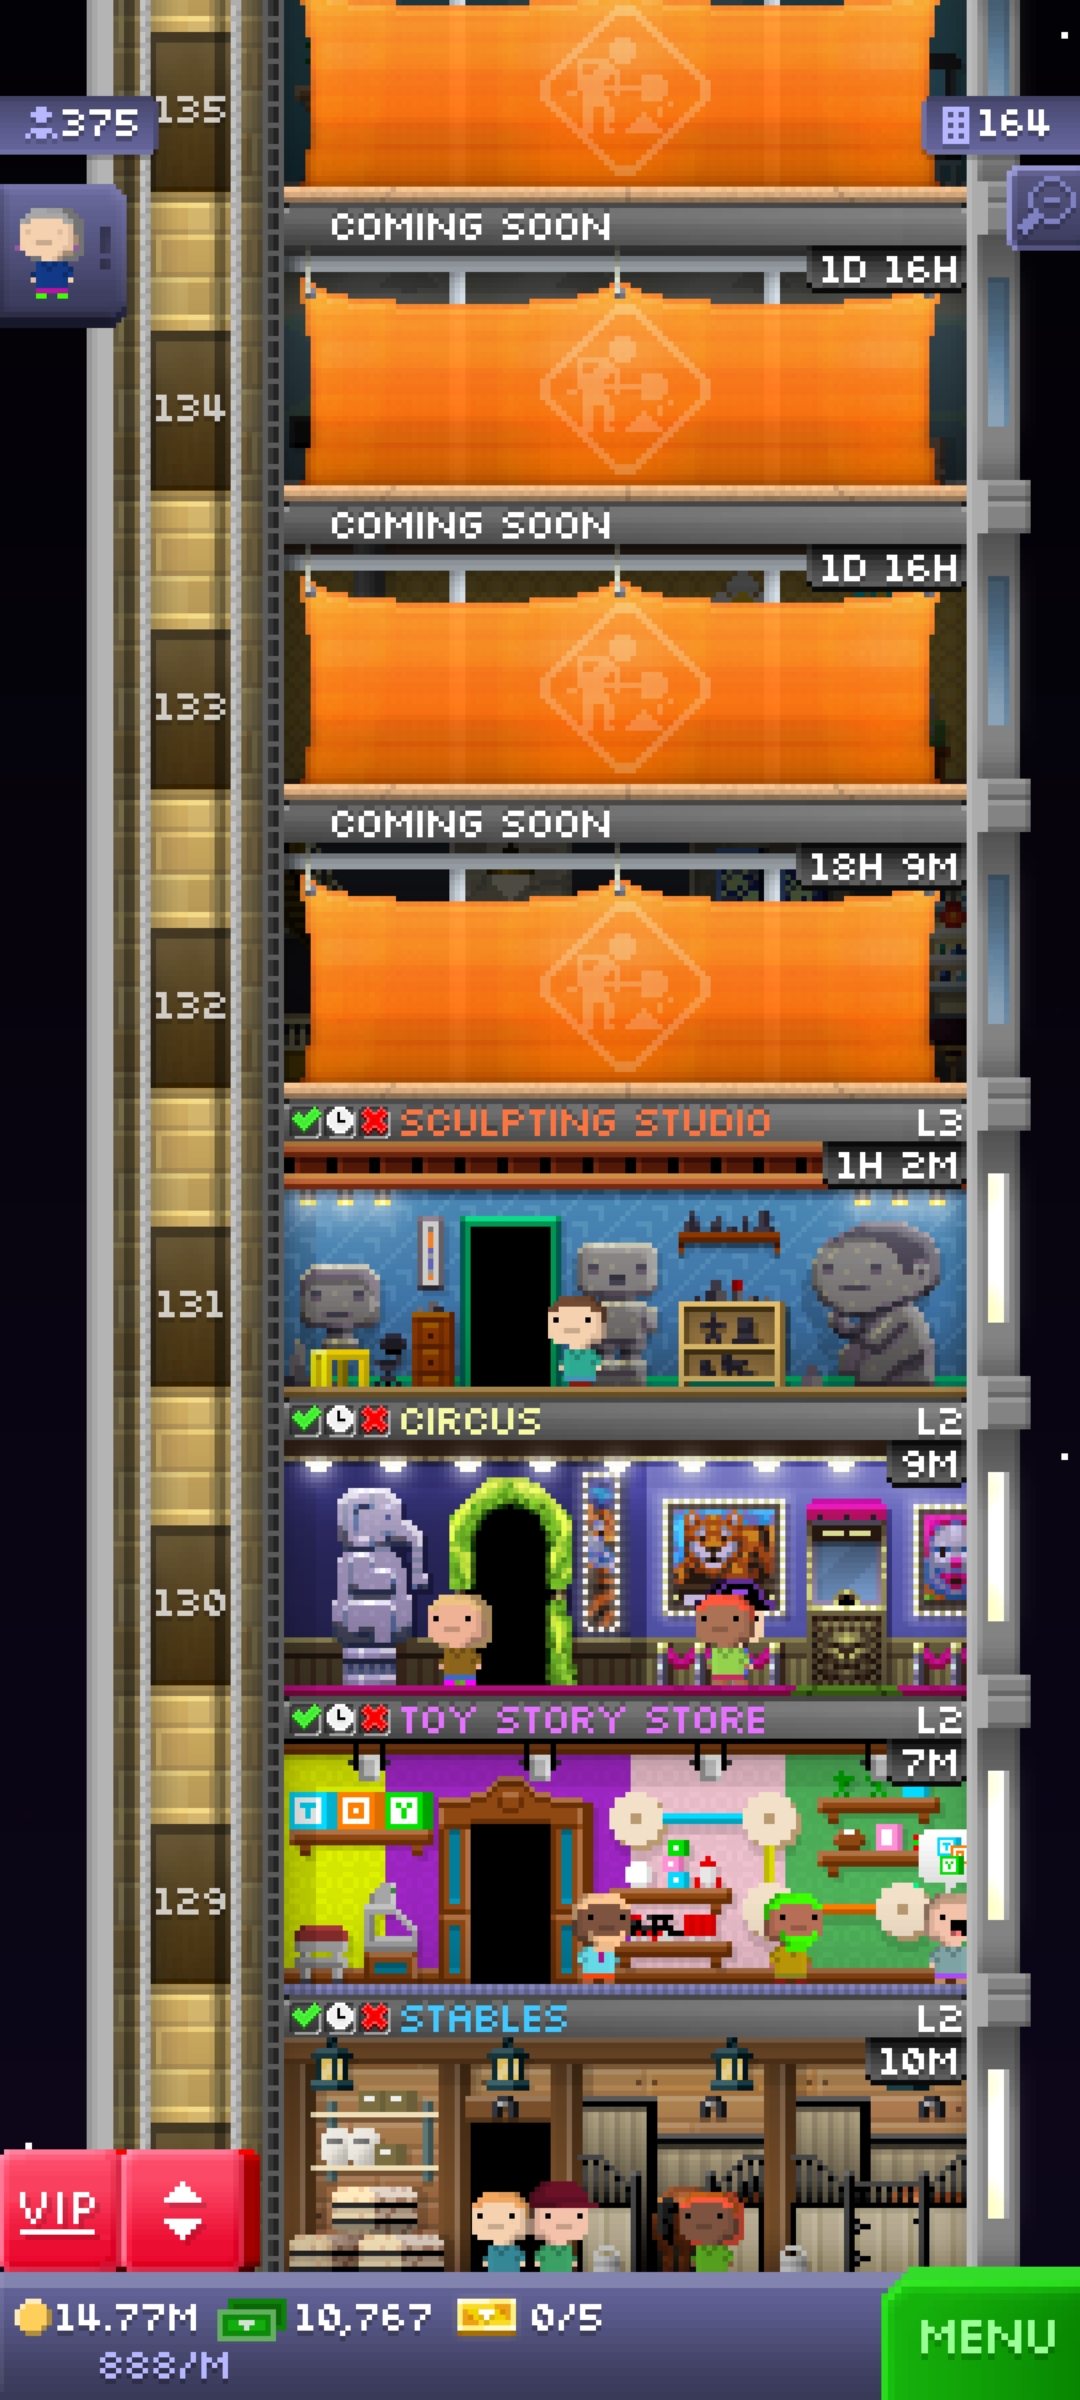 135
375
164
!
COMING SOON
1D 16H
134
COMING SOON
1D 16H
133
COMING SOON
18H 9M
132
SCULPTING STUDIO L3
1H 2M
131
CIRCUS L2
9M
130
TOY STORY STORE L2
7M
T O Y
T
Y
129
STABLES L2
10M
VIP
14.77M 10,767 0/5
888/M
MENU